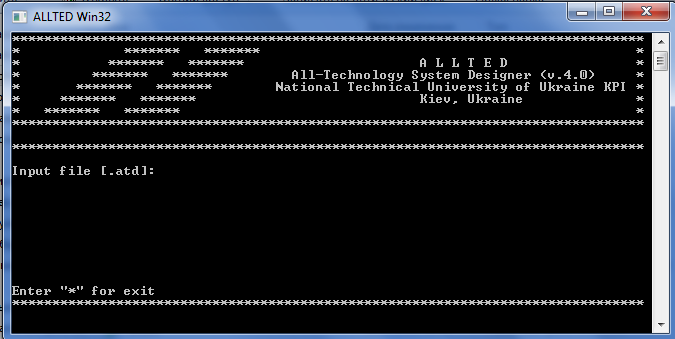 ALLTED Win32
*******************************************************************************
*             *******   *******                                               *
*           *******   *******                      A L L T E D                *
*         *******   *******        All-Technology System Designer (v.4.0)     *
*       *******   *******        National Technical University of Ukraine KPI *
*     *******   *******                            Kiev, Ukraine              *
*   *******   *******                                                         *
*******************************************************************************
*******************************************************************************
Input file [.atd]:
Enter "*" for exit
*******************************************************************************